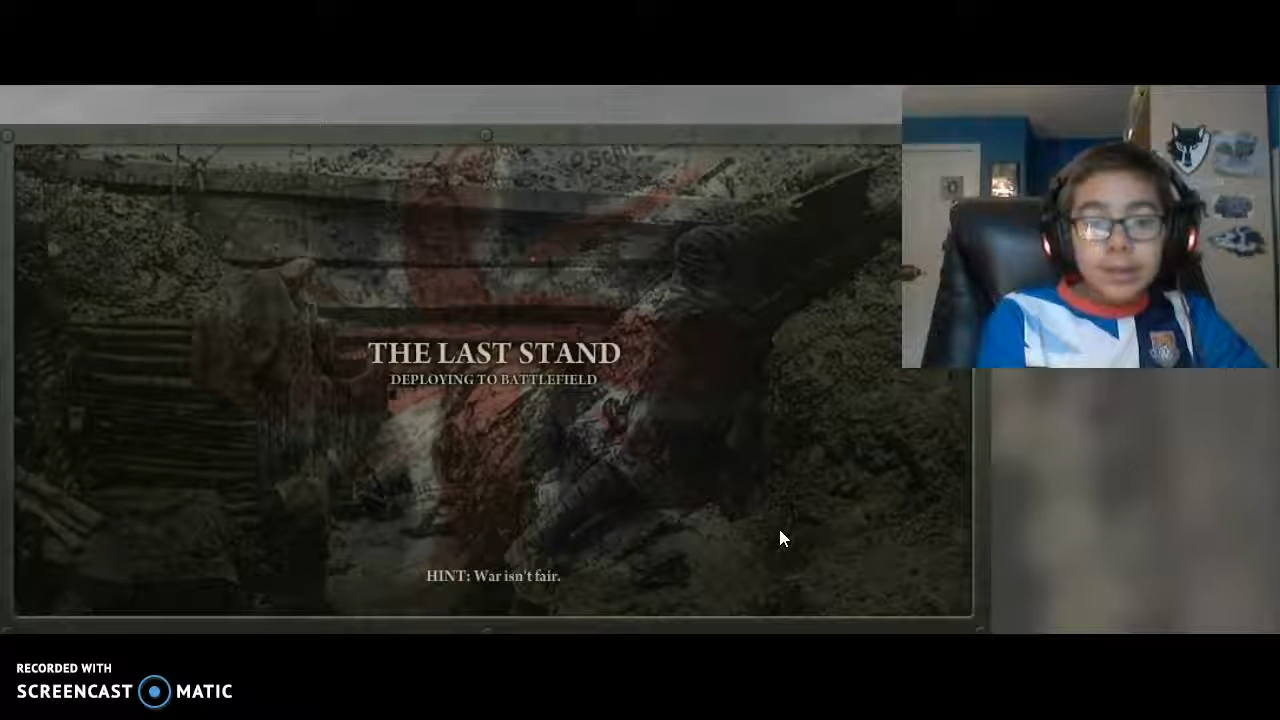 THE LAST STAND
DEPLOYING TO BATTLEFIELD
HINT: War isn't fair.
RECORDED WITH
SCREENCAST MATIC